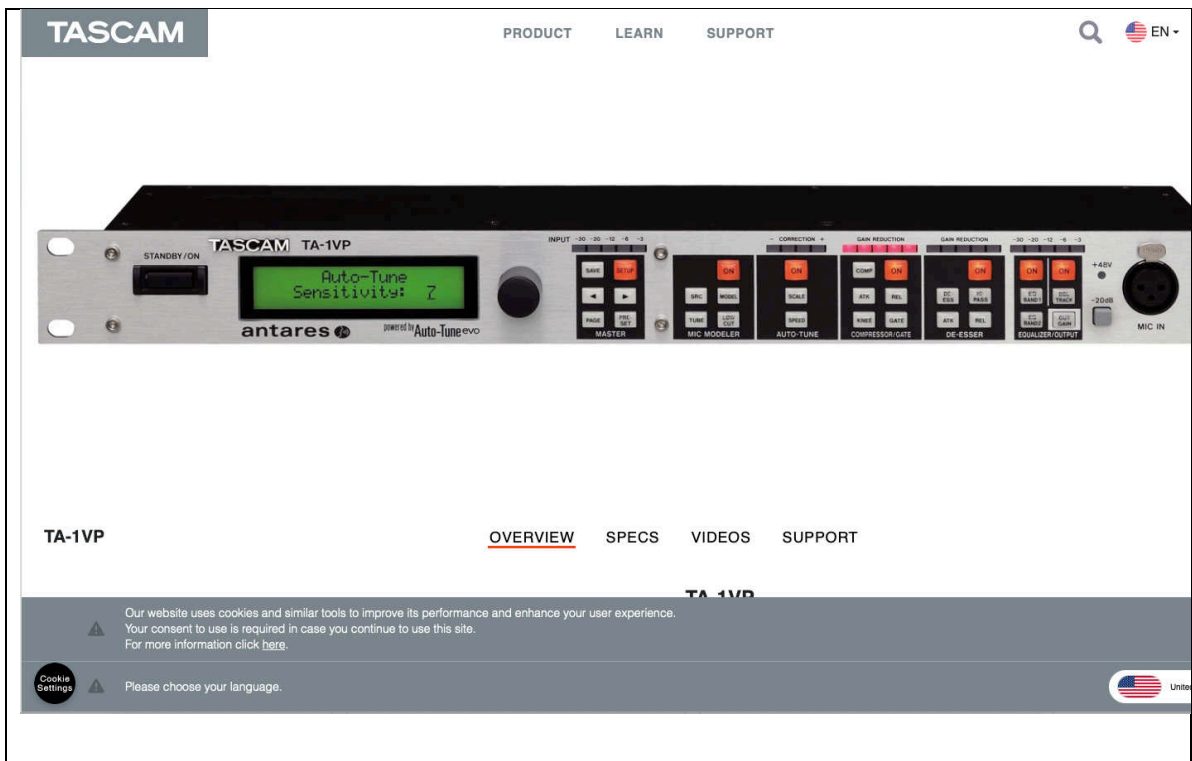 TASCAM
PRODUCT LEARN SUPPORT
EN
TASCAM TA-1VP
STANDBY/ON
Auto-Tune
Sensitivity: 7
antares
powered by Auto-Tune evo
INPUT -30 -20 -12 -6 -3
SAVE SETUP
PAGE PRE SET
MASTER
ON
SRC MODEL
TUNE LOW CUT
MIC MODELER
- CORRECTION +
ON
SCALE
SPEED
AUTO-TUNE
GAIN REDUCTION
COMP ON
ATK REL
KNEE GATE
COMPRESSOR/GATE
GAIN REDUCTION
ON
DE-ESS PASS
ATK REL
DE-ESSER
-30 -20 -12 -6 -3
ON ON
EQ BAND1 DBL TRACK
EQ BAND2 OUT GAIN
EQUALIZER/OUTPUT
+48V
-20dB
MIC IN
TA-1VP
OVERVIEW SPECS VIDEOS SUPPORT
TA-1VP
Our website uses cookies and similar tools to improve its performance and enhance your user experience.
Your consent to use is required in case you continue to use this site.
For more information click here.
Cookie
Settings
Please choose your language.